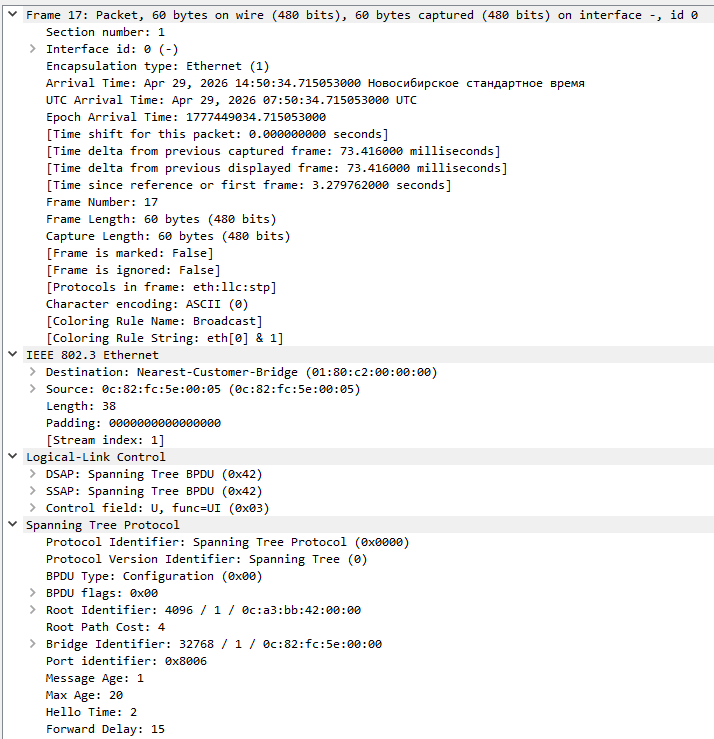 Frame 17: Packet, 60 bytes on wire (480 bits), 60 bytes captured (480 bits) on interface -, id 0
Section number: 1
Interface id: 0 (-)
Encapsulation type: Ethernet (1)
Arrival Time: Apr 29, 2026 14:50:34.715053000 Новосибирское стандартное время
UTC Arrival Time: Apr 29, 2026 07:50:34.715053000 UTC
Epoch Arrival Time: 1777449034.715053000
[Time shift for this packet: 0.000000000 seconds]
[Time delta from previous captured frame: 73.416000 milliseconds]
[Time delta from previous displayed frame: 73.416000 milliseconds]
[Time since reference or first frame: 3.279762000 seconds]
Frame Number: 17
Frame Length: 60 bytes (480 bits)
Capture Length: 60 bytes (480 bits)
[Frame is marked: False]
[Frame is ignored: False]
[Protocols in frame: eth:llc:stp]
Character encoding: ASCII (0)
[Coloring Rule Name: Broadcast]
[Coloring Rule String: eth[0] & 1]
IEEE 802.3 Ethernet
Destination: Nearest-Customer-Bridge (01:80:c2:00:00:00)
Source: 0c:82:fc:5e:00:05 (0c:82:fc:5e:00:05)
Length: 38
Padding: 0000000000000000
[Stream index: 1]
Logical-Link Control
DSAP: Spanning Tree BPDU (0x42)
SSAP: Spanning Tree BPDU (0x42)
Control field: U, func=UI (0x03)
Spanning Tree Protocol
Protocol Identifier: Spanning Tree Protocol (0x0000)
Protocol Version Identifier: Spanning Tree (0)
BPDU Type: Configuration (0x00)
BPDU flags: 0x00
Root Identifier: 4096 / 1 / 0c:a3:bb:42:00:00
Root Path Cost: 4
Bridge Identifier: 32768 / 1 / 0c:82:fc:5e:00:00
Port identifier: 0x8006
Message Age: 1
Max Age: 20
Hello Time: 2
Forward Delay: 15